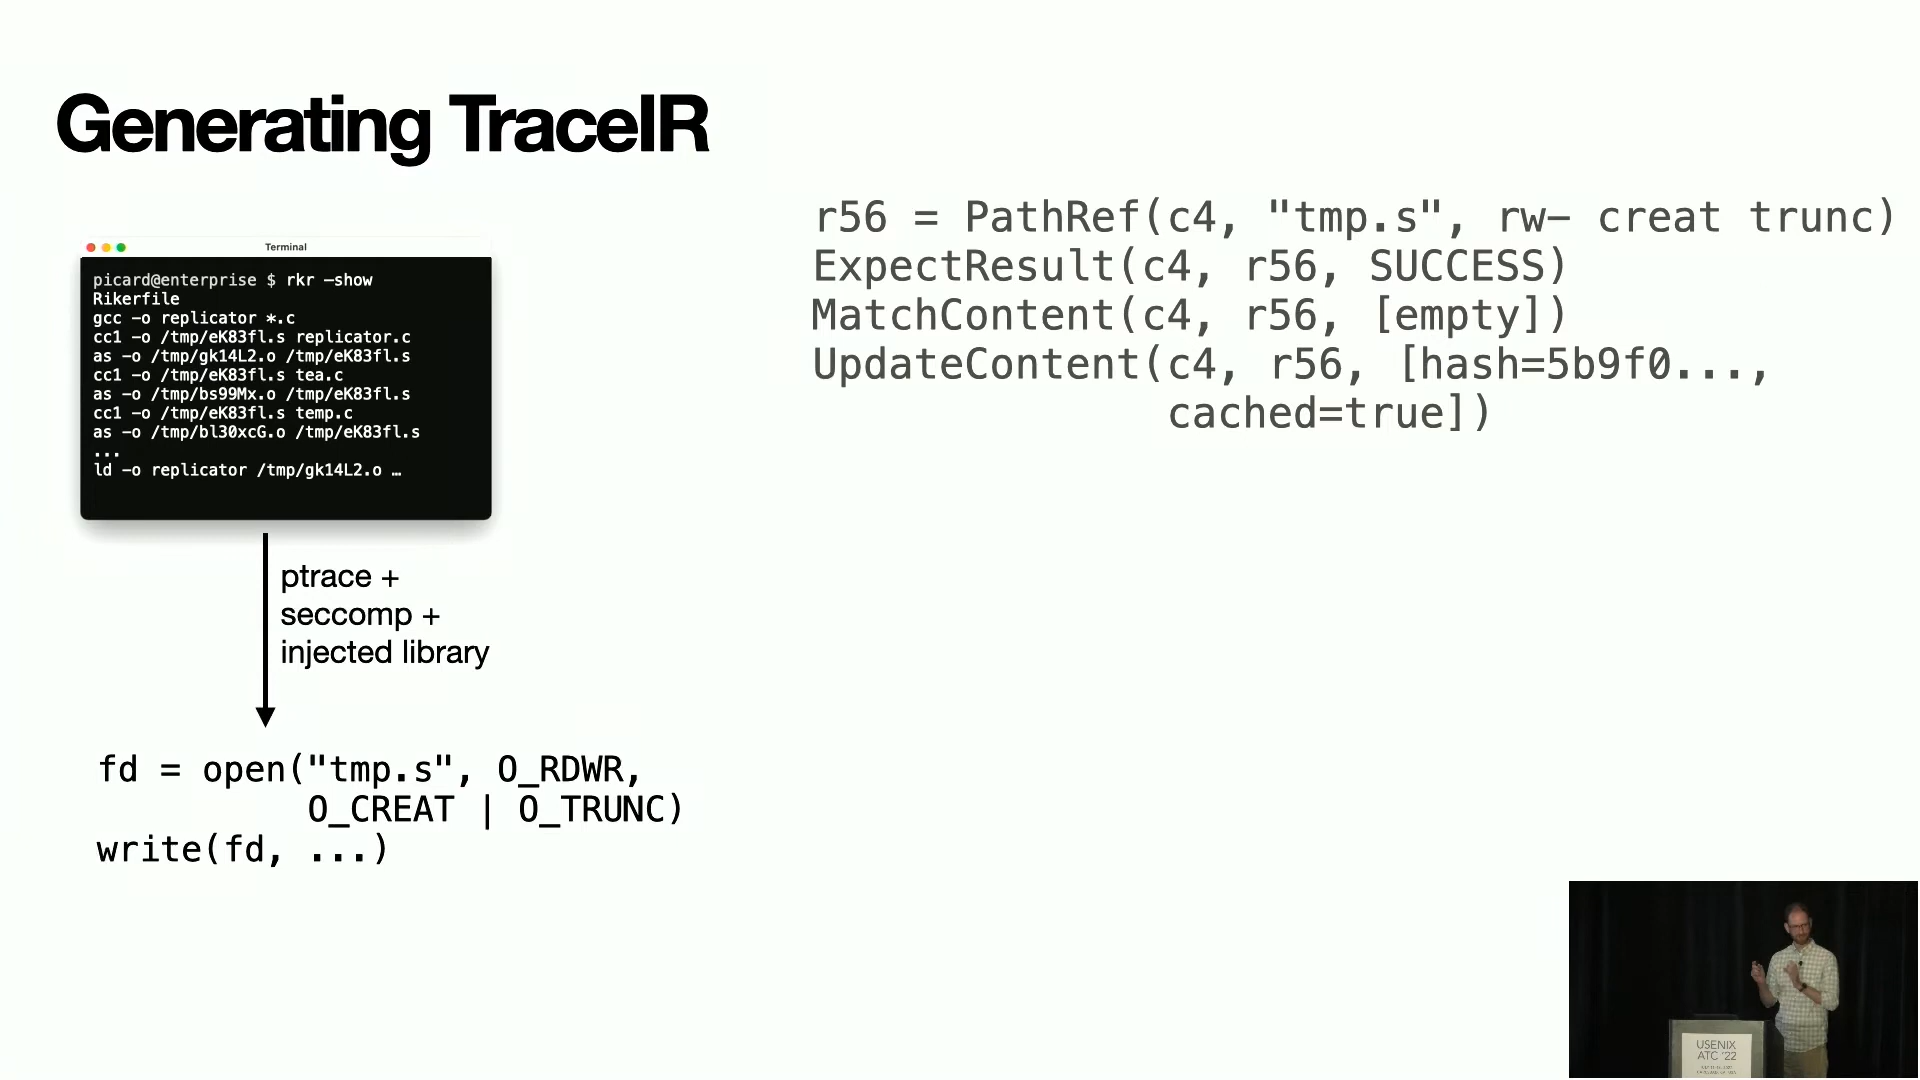 Generating TraceIR
Terminal
picard@enterprise $ rkr –show
Rikerfile
gcc –o replicator *.c
cc1 –o /tmp/eK83fl.s replicator.c
as –o /tmp/gk14L2.o /tmp/eK83fl.s
cc1 –o /tmp/eK83fl.s tea.c
as –o /tmp/bs99Mx.o /tmp/eK83fl.s
cc1 –o /tmp/eK83fl.s temp.c
as –o /tmp/bl30xcG.o /tmp/eK83fl.s
...
ld –o replicator /tmp/gk14L2.o …
ptrace +
seccomp +
injected library
fd = open("tmp.s", O_RDWR,
O_CREAT | O_TRUNC)
write(fd, ...)
r56 = PathRef(c4, "tmp.s", rw- creat trunc)
ExpectResult(c4, r56, SUCCESS)
MatchContent(c4, r56, [empty])
UpdateContent(c4, r56, [hash=5b9f0...,
cached=true])
USENIX
ATC '22